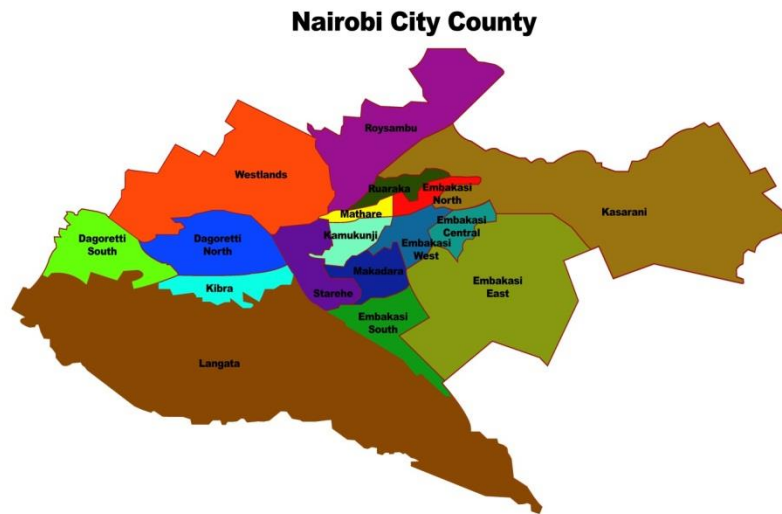 Nairobi City County
Roysambu
Westlands
Ruaraka
Embakasi
North
Kasarani
Mathare
Dagoretti
South
Dagoretti
North
Kamukunji
Embakasi
Central
Embakasi
West
Makadara
Embakasi
East
Kibra
Starehe
Embakasi
South
Langata